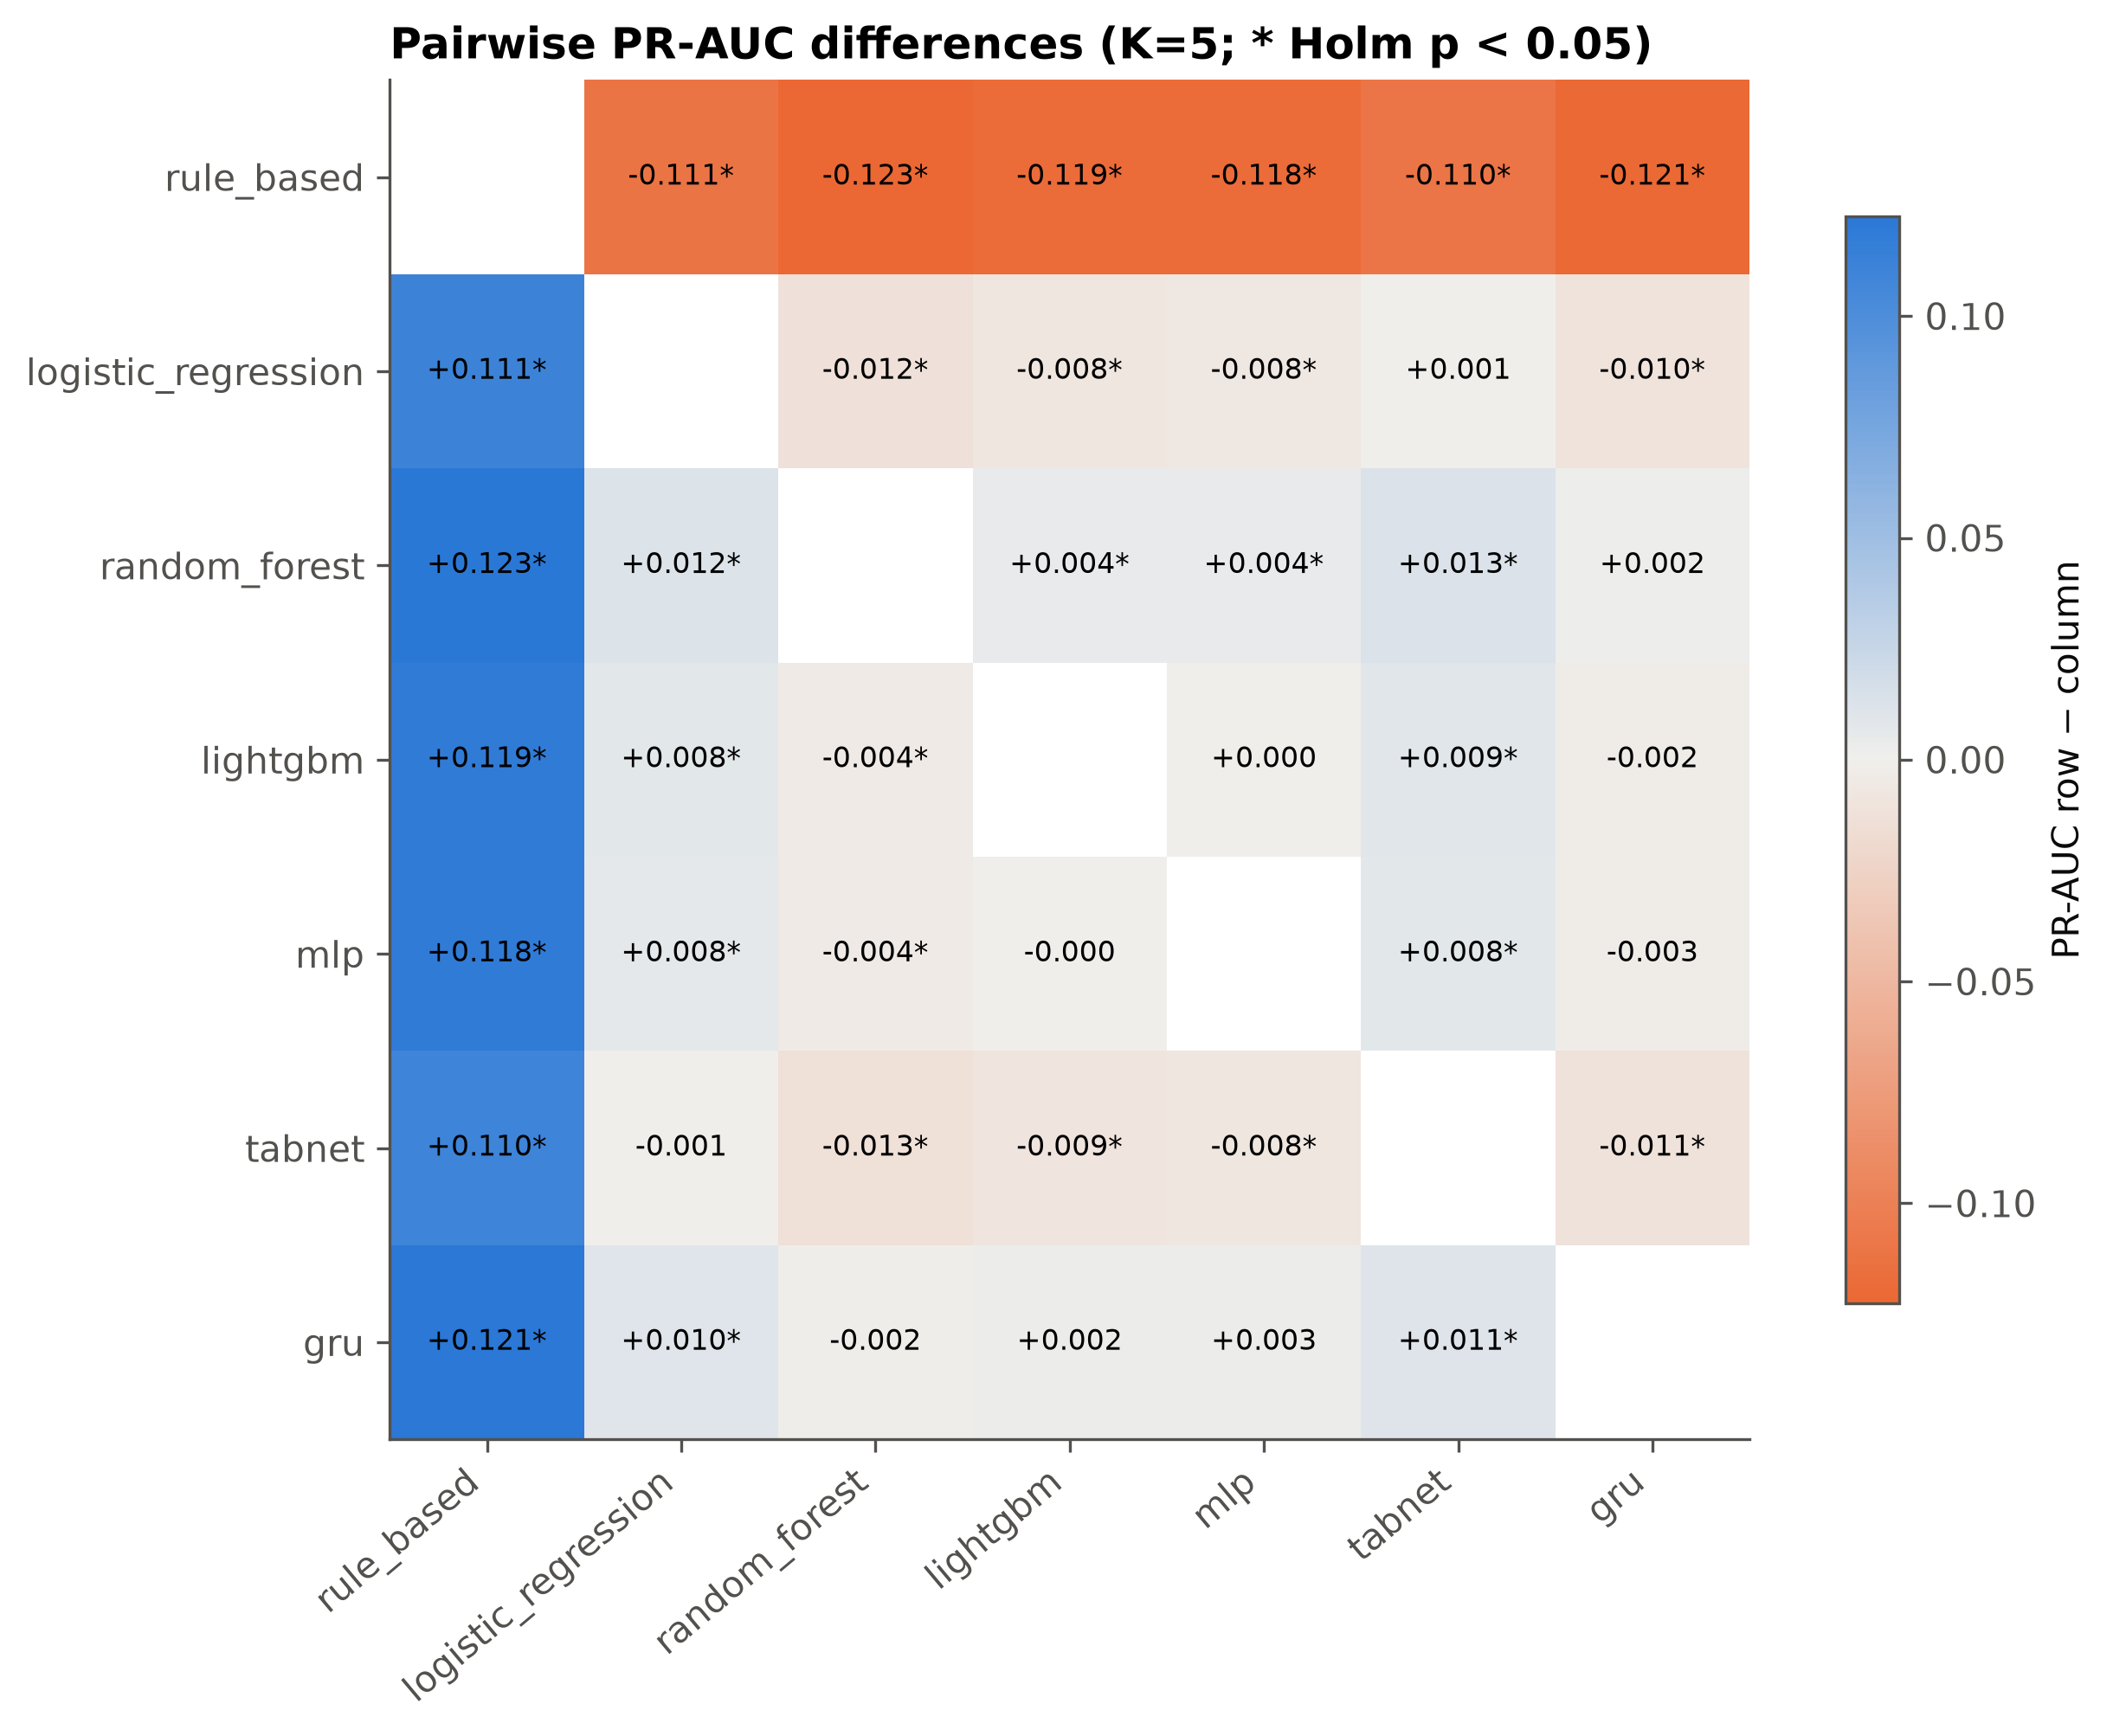 Pairwise PR-AUC differences (K=5; * Holm p < 0.05)
rule_based
-0.111* -0.123* -0.119* -0.118* -0.110* -0.121*
logistic_regression
+0.111* -0.012* -0.008* -0.008* +0.001 -0.010*
random_forest
+0.123* +0.012* +0.004* +0.004* +0.013* +0.002
lightgbm
+0.119* +0.008* -0.004* +0.000 +0.009* -0.002
mlp
+0.118* +0.008* -0.004* -0.000 +0.008* -0.003
tabnet
+0.110* -0.001 -0.013* -0.009* -0.008* -0.011*
gru
+0.121* +0.010* -0.002 +0.002 +0.003 +0.011*
rule_based
logistic_regression
random_forest
lightgbm
mlp
tabnet
gru
0.10
0.05
0.00
−0.05
−0.10
PR-AUC row − column